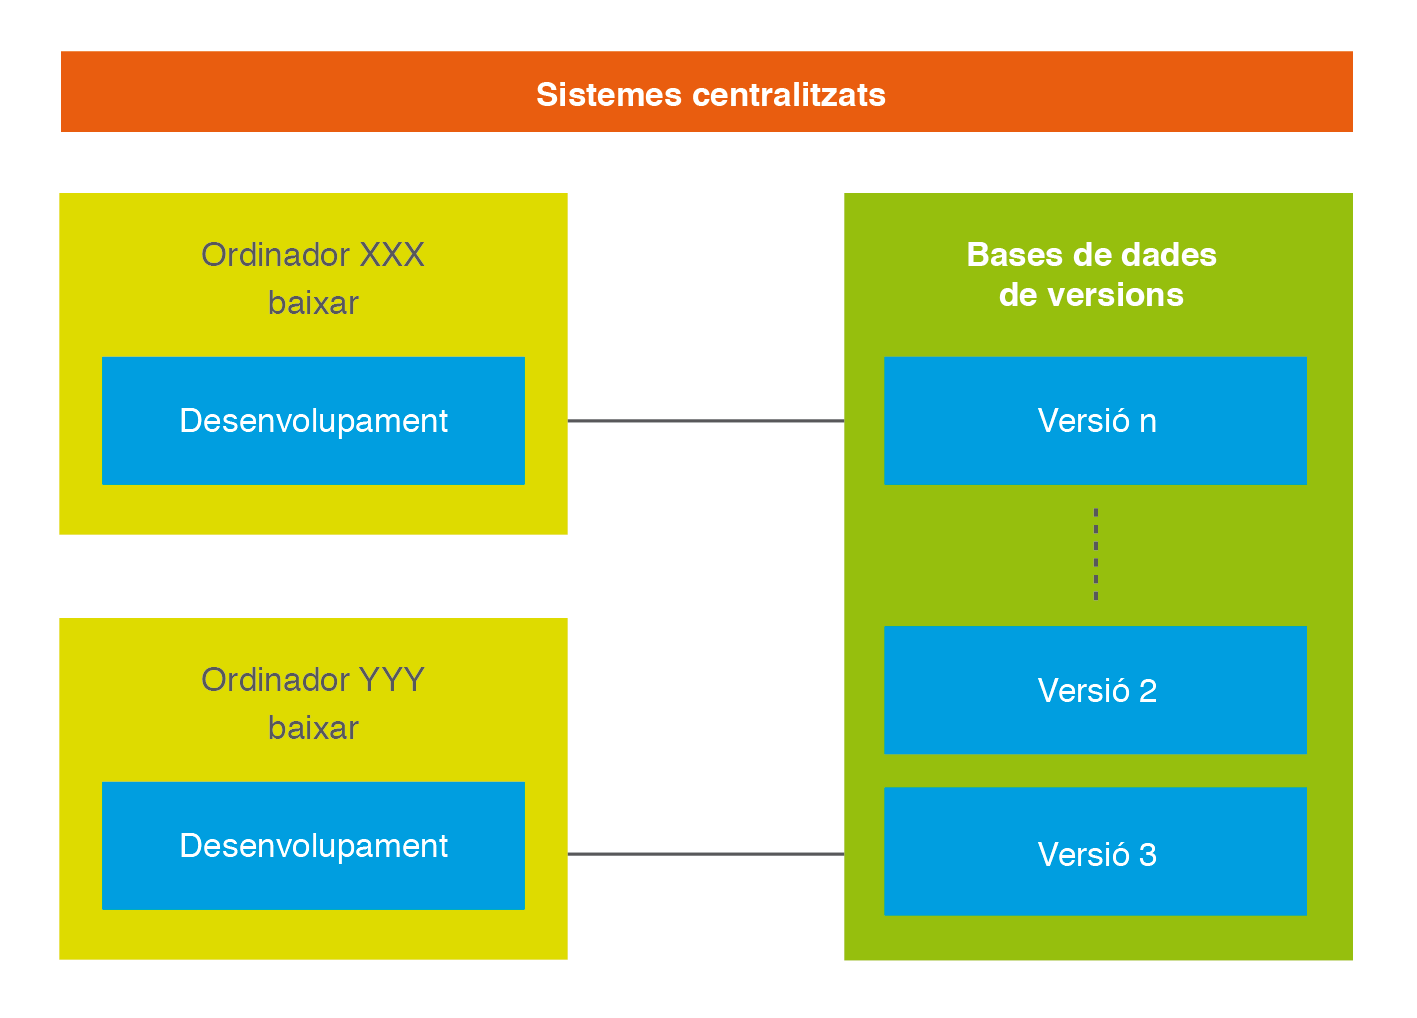 Sistemes centralitzats
Ordinador XXX
baixar
Desenvolupament
Ordinador YYY
baixar
Desenvolupament
Bases de dades
de versions
Versió n
Versió 2
Versió 3